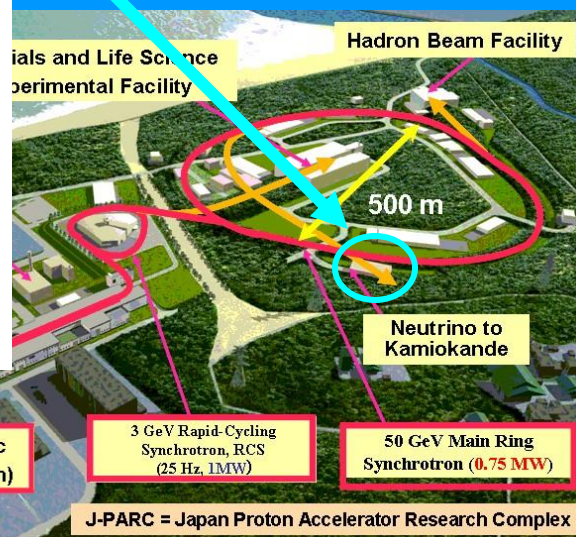 ials and Life Science
perimental Facility
Hadron Beam Facility
500 m
Neutrino to
Kamiokande
3 GeV Rapid-Cycling
Synchrotron, RCS
(25 Hz, 1MW)
50 GeV Main Ring
Synchrotron (0.75 MW)
c
n)
J-PARC = Japan Proton Accelerator Research Complex